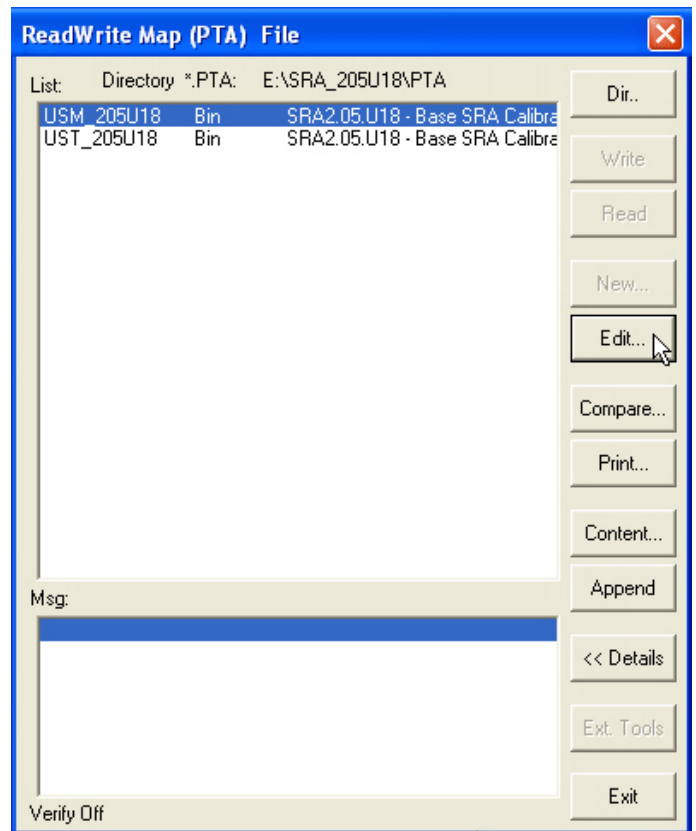 ReadWrite Map (PTA) File
List: Directory *.PTA: E:\SRA_205U18\PTA
USM_205U18 Bin SRA2.05.U18 - Base SRA Calibra
UST_205U18 Bin SRA2.05.U18 - Base SRA Calibra
Dir..
Write
Read
New...
Edit...
Compare...
Print...
Content...
Append
<< Details
Ext. Tools
Exit
Msg:
Verify Off